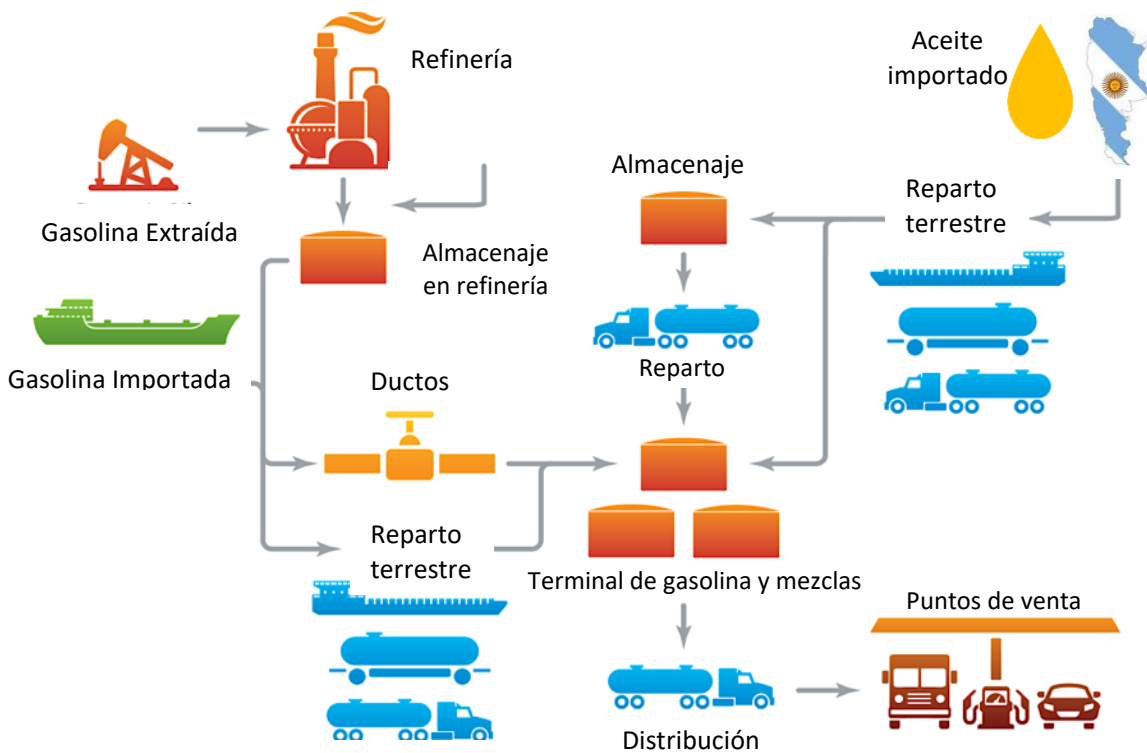 Refinería
Aceite
importado
Gasolina Extraída
Almacenaje
Reparto
terrestre
Almacenaje
en refinería
Gasolina Importada
Ductos
Reparto
Reparto
terrestre
Terminal de gasolina y mezclas
Puntos de venta
Distribución